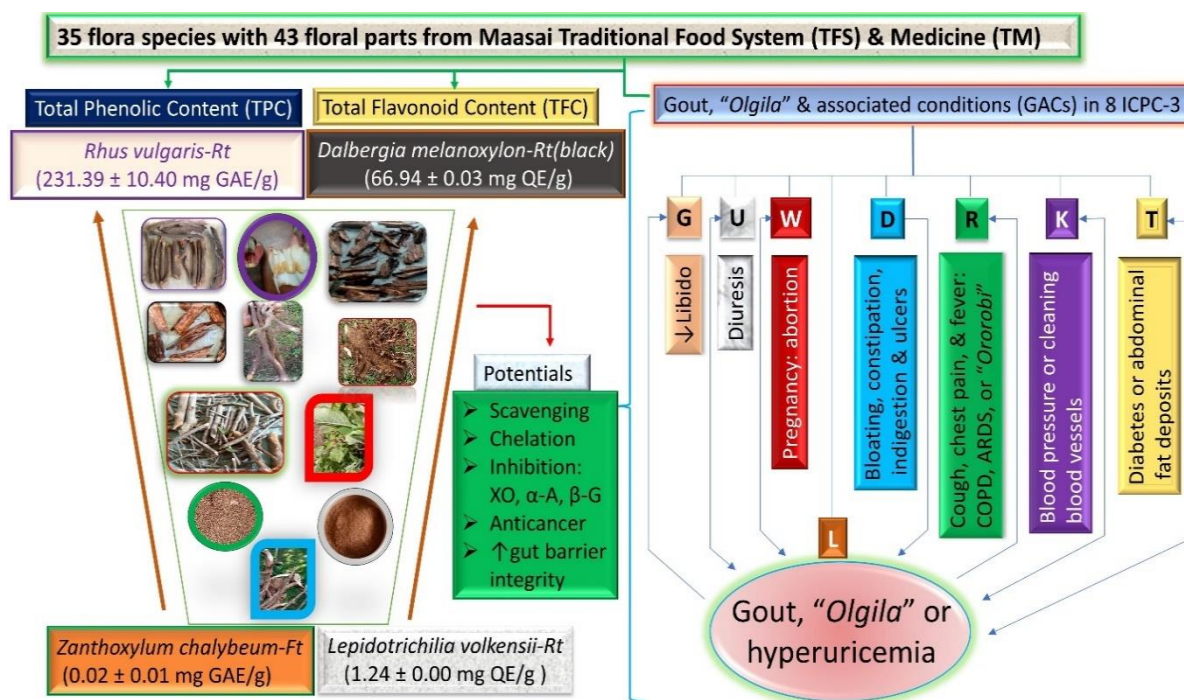 35 flora species with 43 floral parts from Maasai Traditional Food System (TFS) & Medicine (TM)
Total Phenolic Content (TPC)
Total Flavonoid Content (TFC)
Gout, “Olgila” & associated conditions (GACs) in 8 ICPC-3
Rhus vulgaris-Rt
(231.39 ± 10.40 mg GAE/g)
Dalbergia melanoxylon-Rt(black)
(66.94 ± 0.03 mg QE/g)
G
U
W
D
R
K
T
↓Libido
Diuresis
Pregnancy: abortion
Bloating, constipation,
indigestion & ulcers
Cough, chest pain, & fever:
COPD, ARDS, or “Ororobi”
Blood pressure or cleaning
blood vessels
Diabetes or abdominal
fat deposits
Potentials
➢ Scavenging
➢ Chelation
➢ Inhibition:
XO, α-A, β-G
➢ Anticancer
➢ ↑gut barrier
integrity
L
Gout, “Olgila” or
hyperuricemia
Zanthoxylum chalybeum-Ft
(0.02 ± 0.01 mg GAE/g)
Lepidotrichilia volkensii-Rt
(1.24 ± 0.00 mg QE/g )